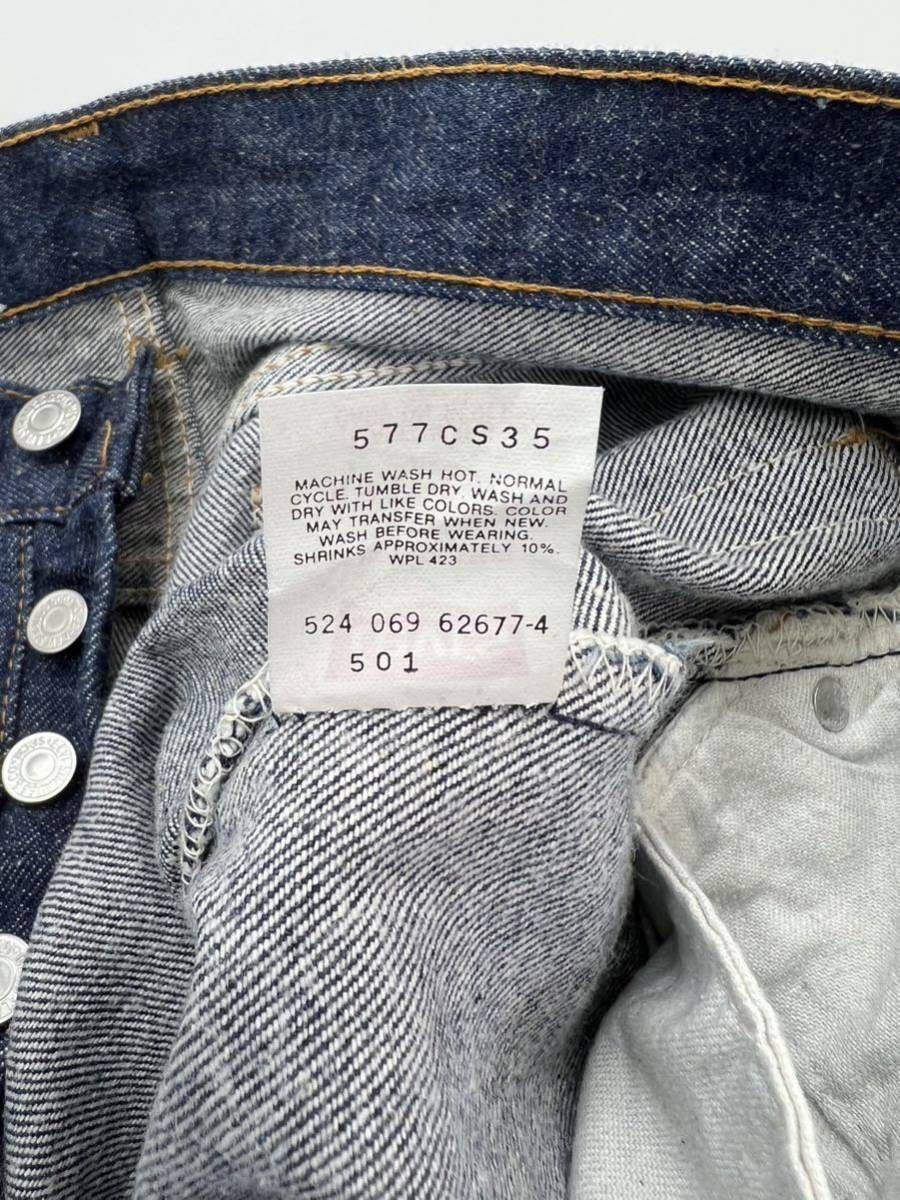 577CS35
MACHINE WASH HOT. NORMAL
CYCLE. TUMBLE DRY. WASH AND
DRY WITH LIKE COLORS. COLOR
MAY TRANSFER WHEN NEW.
WASH BEFORE WEARING.
SHRINKS APPROXIMATELY 10%.
WPL 423
524 069 62677-4
501